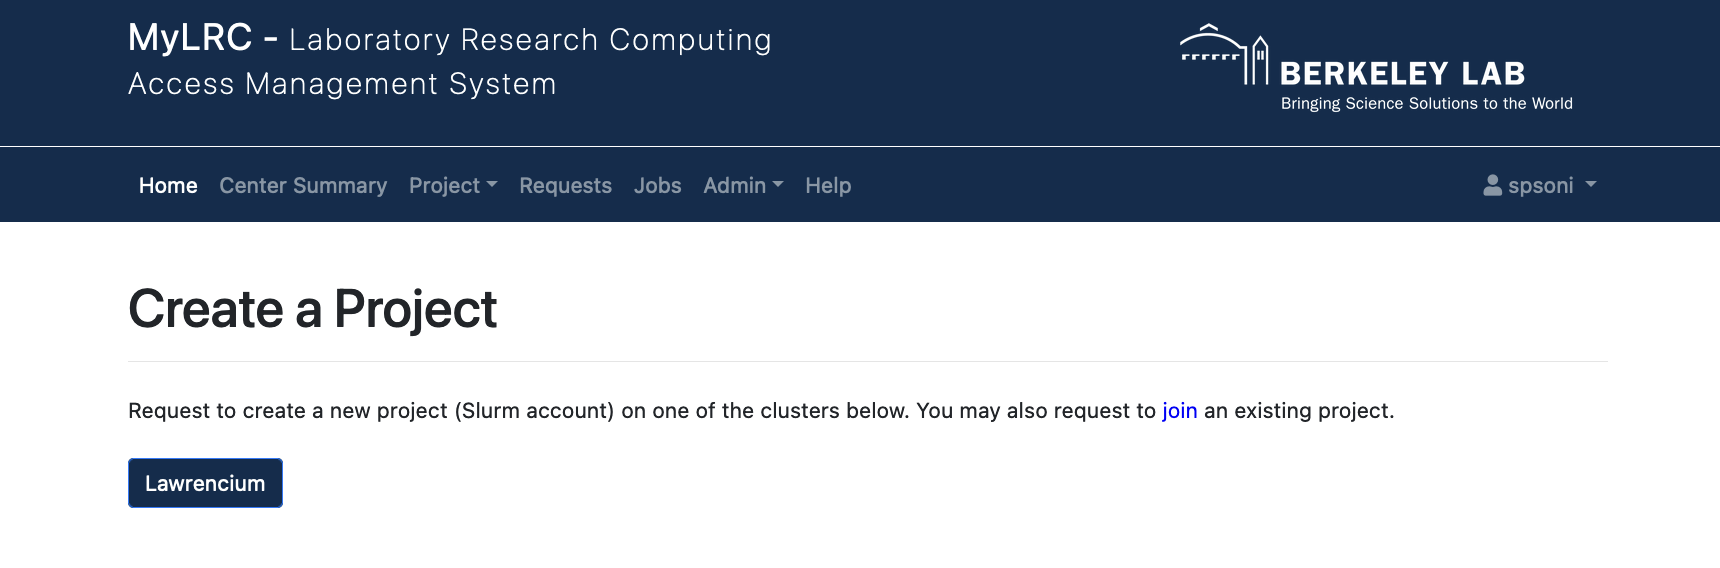 MyLRC - Laboratory Research Computing
Access Management System
BERKELEY LAB
Bringing Science Solutions to the World
Home Center Summary Project Requests Jobs Admin Help spsoni
Create a Project
Request to create a new project (Slurm account) on one of the clusters below. You may also request to join an existing project.
Lawrencium